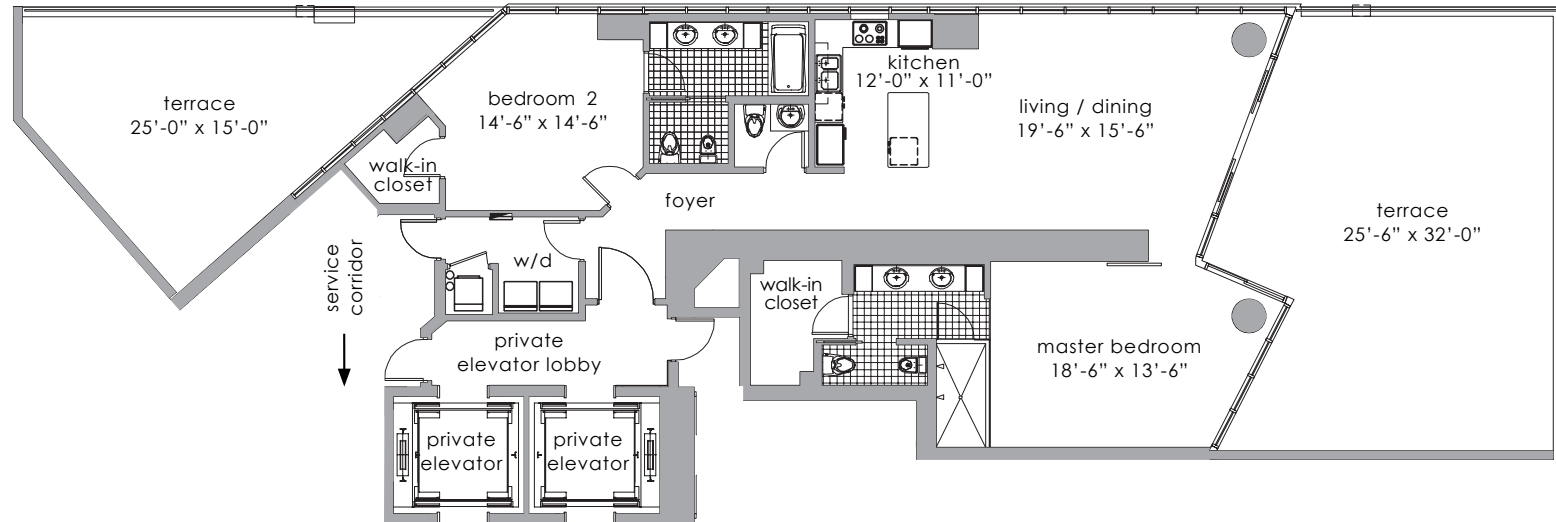 terrace
25'-0" x 15'-0"
bedroom 2
14'-6" x 14'-6"
walk-in
closet
kitchen
12'-0" x 11'-0"
living / dining
19'-6" x 15'-6"
foyer
terrace
25'-6" x 32'-0"
service
corridor
w/d
walk-in
closet
private
elevator lobby
master bedroom
18'-6" x 13'-6"
private
elevator
private
elevator